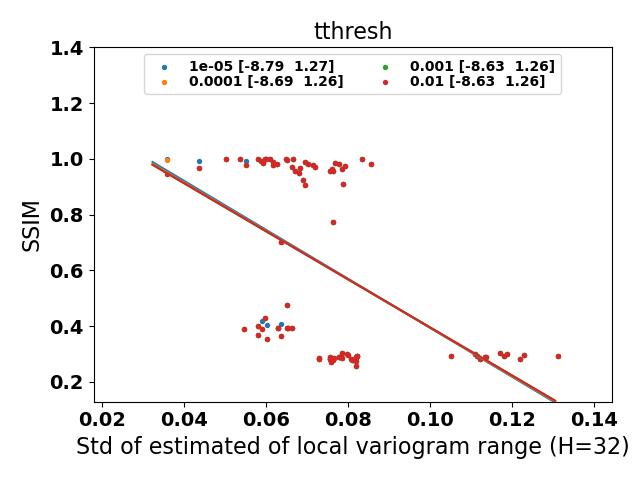 tthresh
1e-05 [-8.79  1.27]
0.0001 [-8.69  1.26]
0.001 [-8.63  1.26]
0.01 [-8.63  1.26]
SSIM
1.4
1.2
1.0
0.8
0.6
0.4
0.2
0.02 0.04 0.06 0.08 0.10 0.12 0.14
Std of estimated of local variogram range (H=32)